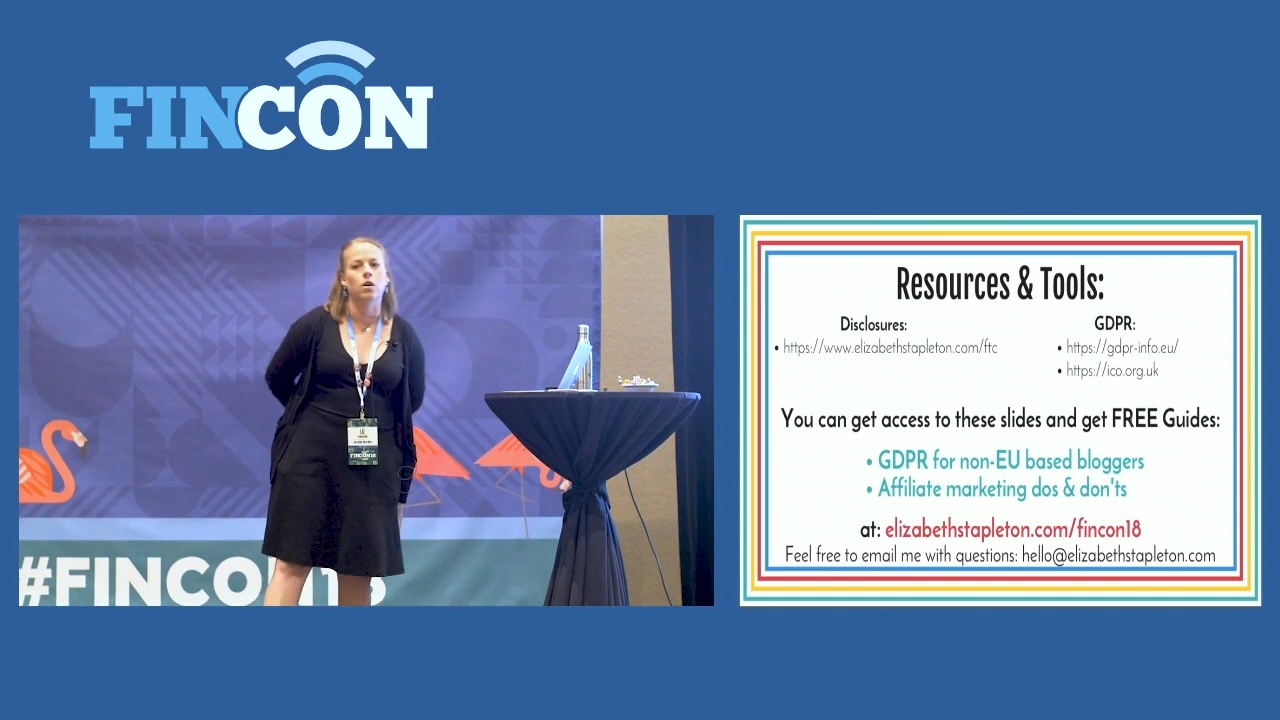 FINCON
#FINCON18
FINCON18
Resources & Tools:
Disclosures:
• https://www.elizabethstapleton.com/ftc
GDPR:
• https://gdpr-info.eu/
• https://ico.org.uk
You can get access to these slides and get FREE Guides:
• GDPR for non-EU based bloggers
• Affiliate marketing dos & don'ts
at: elizabethstapleton.com/fincon18
Feel free to email me with questions: hello@elizabethstapleton.com